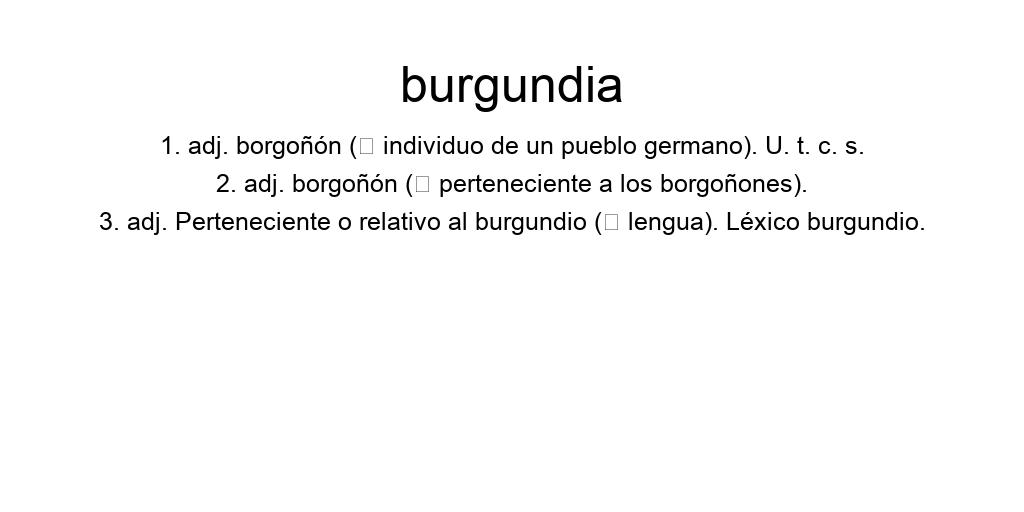 burgundia
1. adj. borgoñón (□ individuo de un pueblo germano). U. t. c. s.
2. adj. borgoñón (□ perteneciente a los borgoñones).
3. adj. Perteneciente o relativo al burgundio (□ lengua). Léxico burgundio.